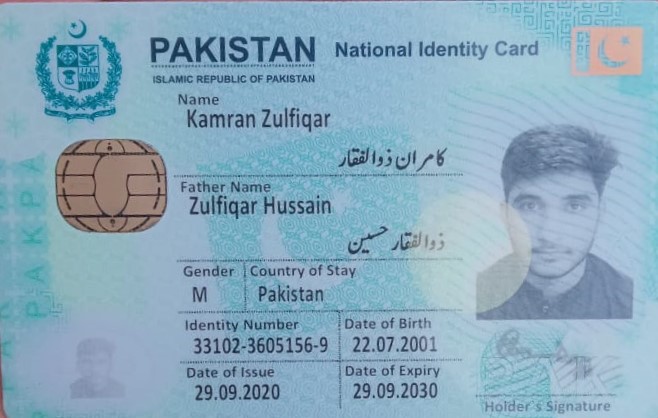 PAKISTAN National Identity Card
ISLAMIC REPUBLIC OF PAKISTAN
Name
Kamran Zulfiqar
کامران ذوالفقار
Father Name
Zulfiqar Hussain
ذوالفقار حسین
Gender Country of Stay
M Pakistan
Identity Number Date of Birth
33102-3605156-9 22.07.2001
Date of Issue Date of Expiry
29.09.2020 29.09.2030
Holder's Signature